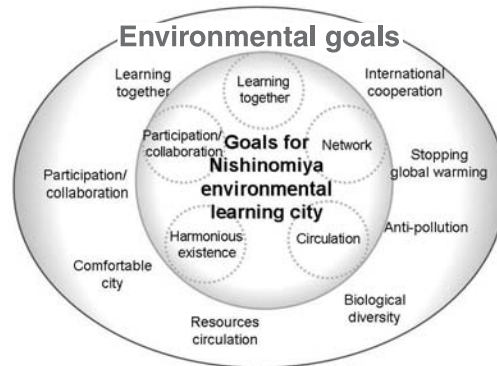 Environmental goals
Learning
together
International
cooperation
Learning
together
Participation/
collaboration
Goals for
Nishinomiya
environmental
learning city
Network
Stopping
global warming
Participation/
collaboration
Harmonious
existence
Circulation
Anti-pollution
Comfortable
city
Biological
diversity
Resources
circulation